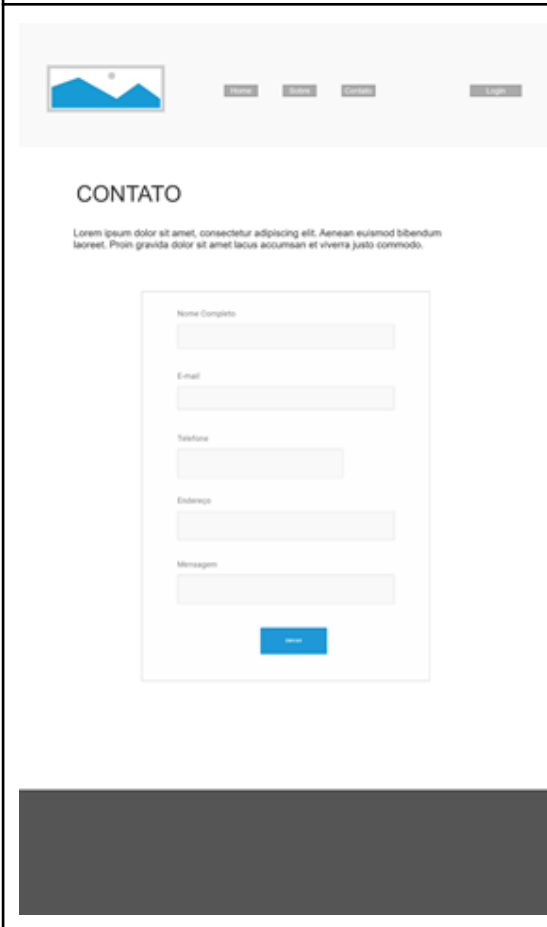 Home
Sobre
Contato
Login
CONTATO
Lorem ipsum dolor sit amet, consectetur adipiscing elit. Aenean euismod bibendum
laoreet. Proin gravida dolor sit amet lacus accumsan et viverra justo commodo.
Nome Completo
E-mail
Telefone
Endereço
Mensagem